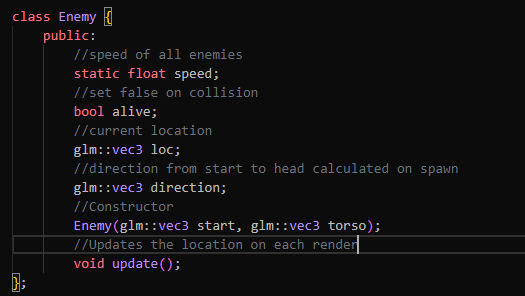 class Enemy {
    public:
        //speed of all enemies
        static float speed;
        //set false on collision
        bool alive;
        //current location
        glm::vec3 loc;
        //direction from start to head calculated on spawn
        glm::vec3 direction;
        //Constructor
        Enemy(glm::vec3 start, glm::vec3 torso);
        //Updates the location on each render
        void update();
};